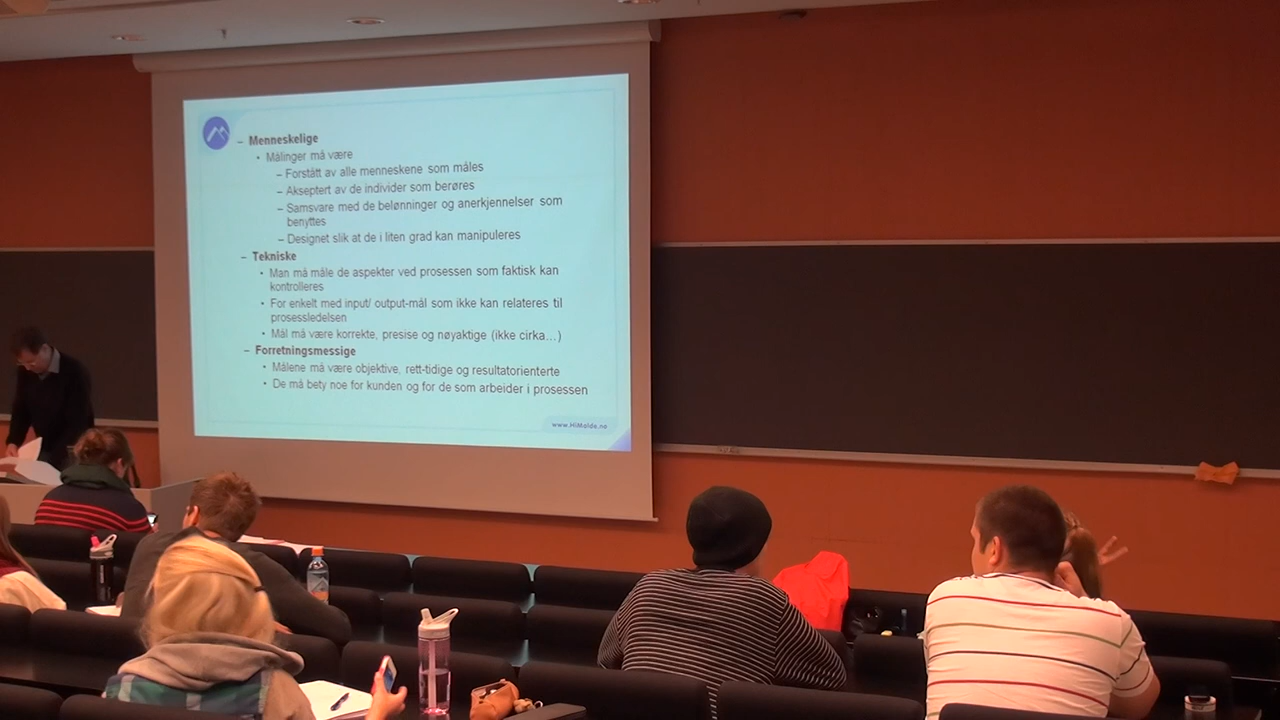 – Menneskelige
• Målinger må være
– Forstått av alle menneskene som måles
– Akseptert av de individer som berøres
– Samsvare med de belønninger og anerkjennelser som
benyttes
– Designet slik at de i liten grad kan manipuleres
– Tekniske
• Man må måle de aspekter ved prosessen som faktisk kan
kontrolleres
• For enkelt med input/ output-mål som ikke kan relateres til
prosessledelsen
• Mål må være korrekte, presise og nøyaktige (ikke cirka...)
– Forretningsmessige
• Målene må være objektive, rett-tidige og resultatorienterte
• De må bety noe for kunden og for de som arbeider i prosessen
www.HiMolde.no